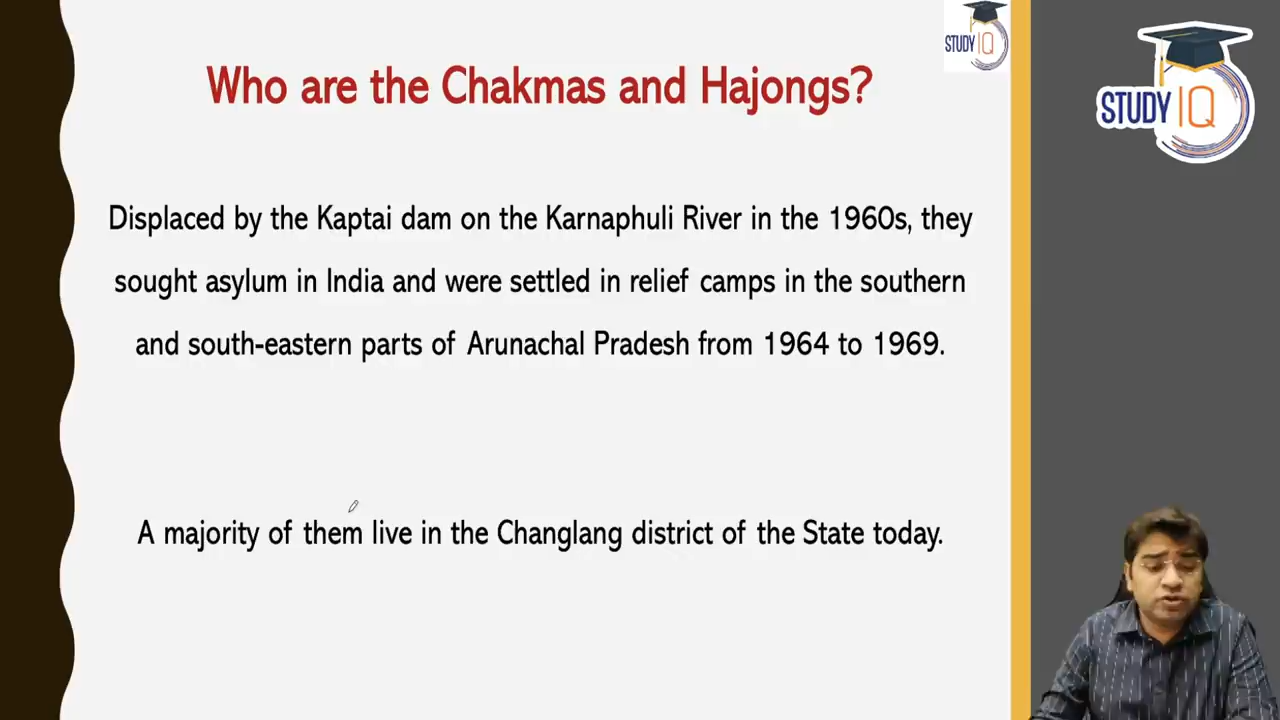 STUDY IQ
STUDY IQ
Who are the Chakmas and Hajongs?
Displaced by the Kaptai dam on the Karnaphuli River in the 1960s, they
sought asylum in India and were settled in relief camps in the southern
and south-eastern parts of Arunachal Pradesh from 1964 to 1969.
A majority of them live in the Changlang district of the State today.